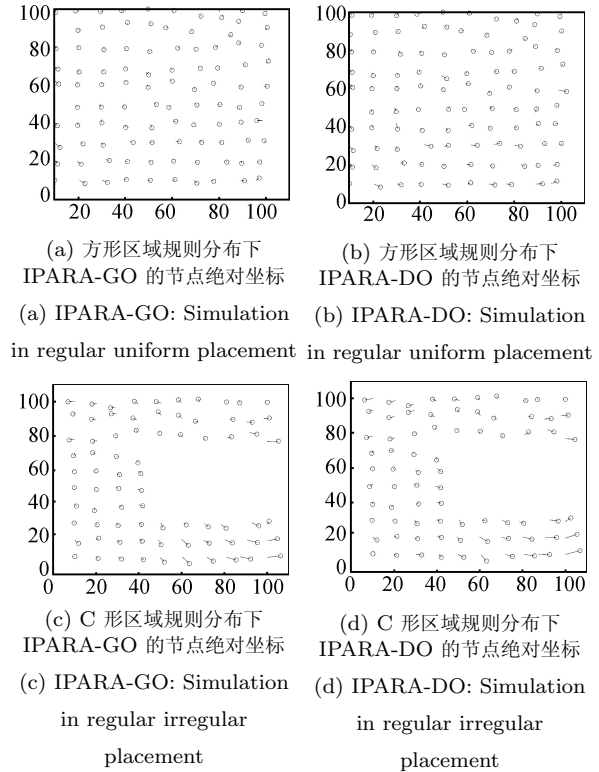 100
80
60
40
20
0
20 40 60 80 100
(a) 方形区域规则分布下
IPARA-GO 的节点绝对坐标
(a) IPARA-GO: Simulation
in regular uniform placement
100
80
60
40
20
0
20 40 60 80 100
(b) 方形区域规则分布下
IPARA-DO 的节点绝对坐标
(b) IPARA-DO: Simulation
in regular uniform placement
100
80
60
40
20
0
0 20 40 60 80 100
(c) C 形区域规则分布下
IPARA-GO 的节点绝对坐标
(c) IPARA-GO: Simulation
in regular irregular
placement
100
80
60
40
20
0
0 20 40 60 80 100
(d) C 形区域规则分布下
IPARA-DO 的节点绝对坐标
(d) IPARA-DO: Simulation
in regular irregular
placement